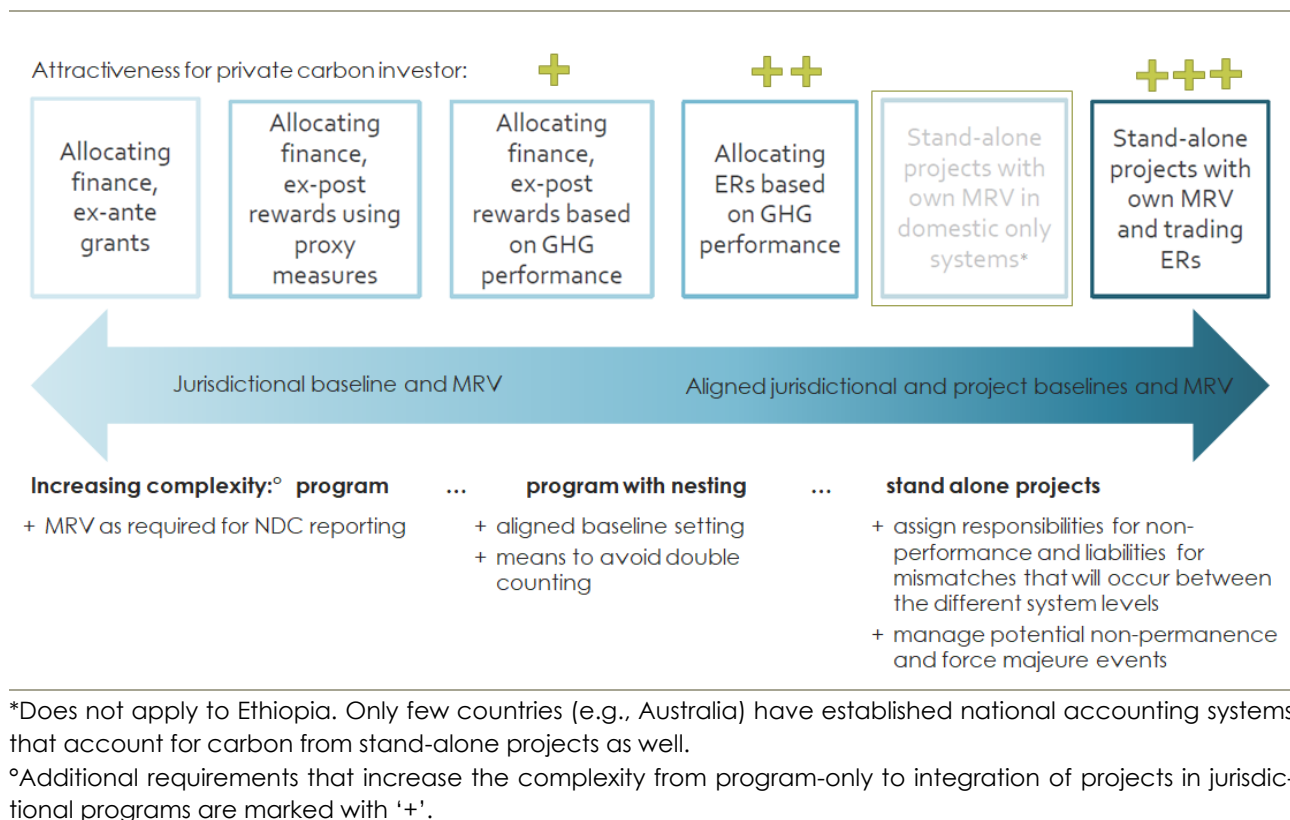 Attractiveness for private carbon investor:
Allocating
finance,
ex-ante
grants
Allocating
finance,
ex-post
rewards using
proxy
measures
Allocating
finance,
ex-post
rewards based
on GHG
performance
Allocating
ERs based
on GHG
performance
Stand-alone
projects with
own MRV in
domestic only
systems*
Stand-alone
projects with
own MRV
and trading
ERs
Jurisdictional baseline and MRV
Aligned jurisdictional and project baselines and MRV
Increasing complexity:° program ... program with nesting ... stand alone projects
+ MRV as required for NDC reporting
+ aligned baseline setting
+ means to avoid double
counting
+ assign responsibilities for non-
performance and liabilities for
mismatches that will occur between
the different system levels
+ manage potential non-permanence
and force majeure events
*Does not apply to Ethiopia. Only few countries (e.g., Australia) have established national accounting systems
that account for carbon from stand-alone projects as well.
°Additional requirements that increase the complexity from program-only to integration of projects in jurisdic-
tional programs are marked with ‘+’.